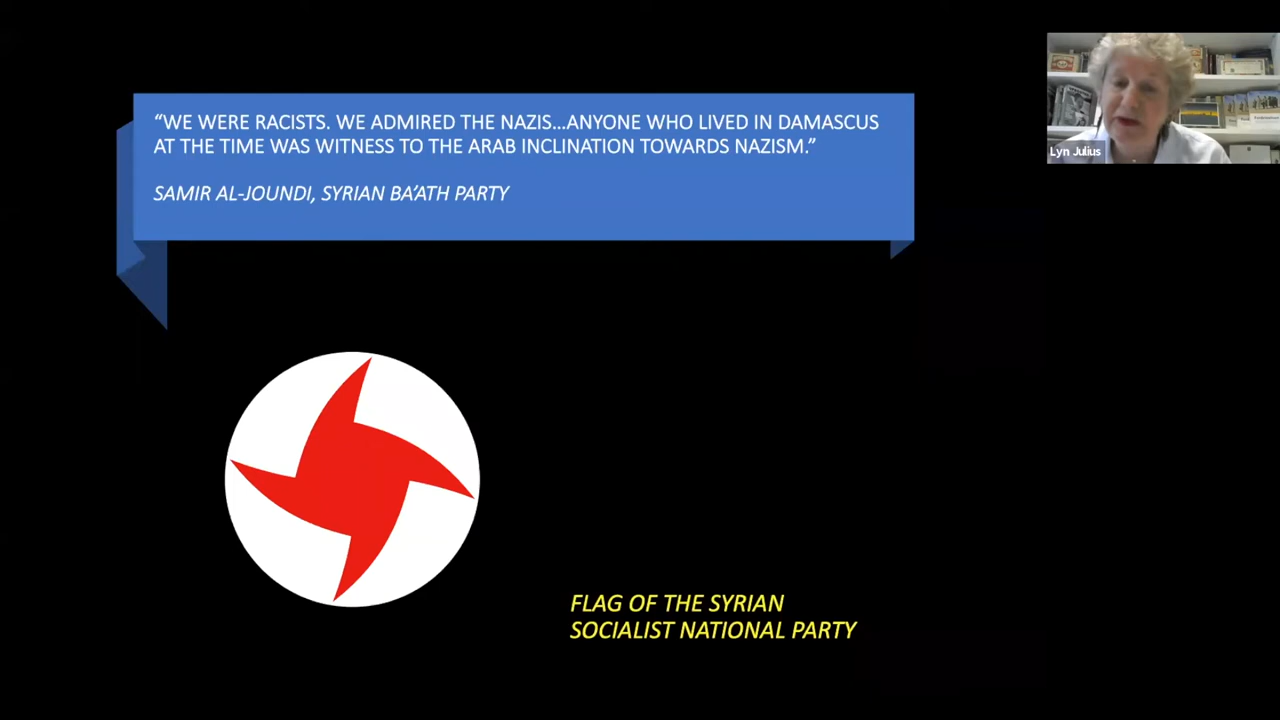 “WE WERE RACISTS. WE ADMIRED THE NAZIS...ANYONE WHO LIVED IN DAMASCUS
AT THE TIME WAS WITNESS TO THE ARAB INCLINATION TOWARDS NAZISM.”
SAMIR AL-JOUNDI, SYRIAN BA’ATH PARTY
Lyn Julius
FLAG OF THE SYRIAN
SOCIALIST NATIONAL PARTY